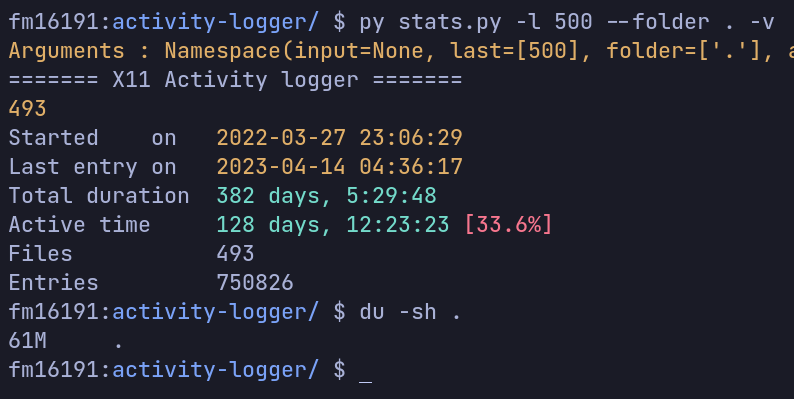 fm16191:activity-logger/ $ py stats.py -l 500 --folder . -v
Arguments : Namespace(input=None, last=[500], folder=['.'], a
======= X11 Activity logger =======
493
Started    on   2022-03-27 23:06:29
Last entry on   2023-04-14 04:36:17
Total duration  382 days, 5:29:48
Active time     128 days, 12:23:23 [33.6%]
Files           493
Entries         750826
fm16191:activity-logger/ $ du -sh .
61M     .
fm16191:activity-logger/ $ _